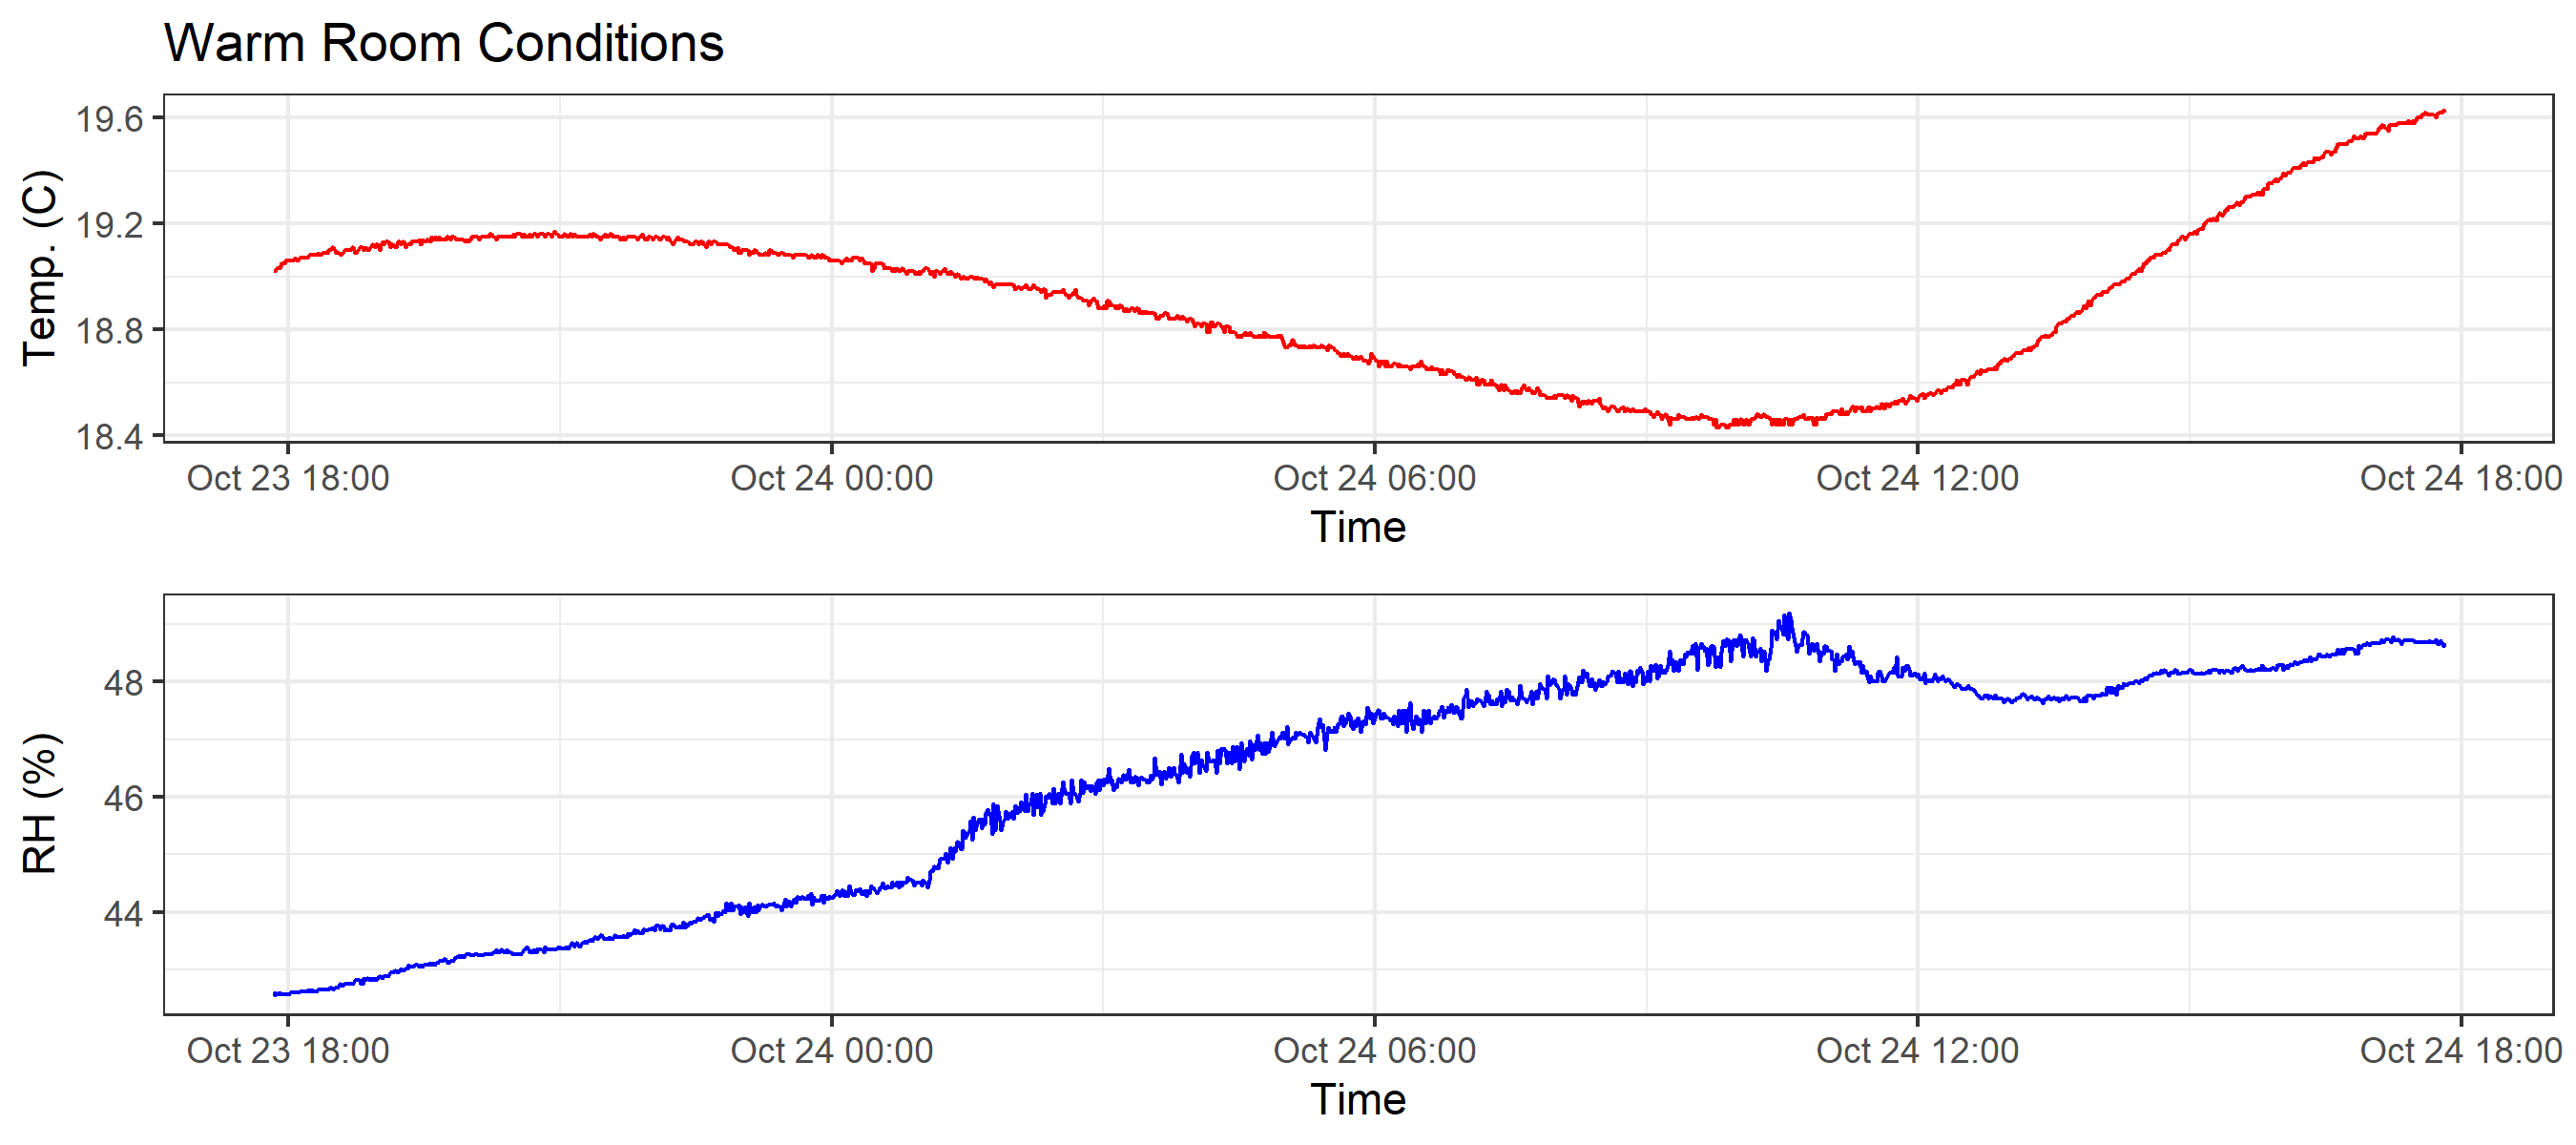 Warm Room Conditions
Temp. (C)
19.6
19.2
18.8
18.4
Oct 23 18:00 Oct 24 00:00 Oct 24 06:00 Oct 24 12:00 Oct 24 18:00
Time
RH (%)
48
46
44
Oct 23 18:00 Oct 24 00:00 Oct 24 06:00 Oct 24 12:00 Oct 24 18:00
Time